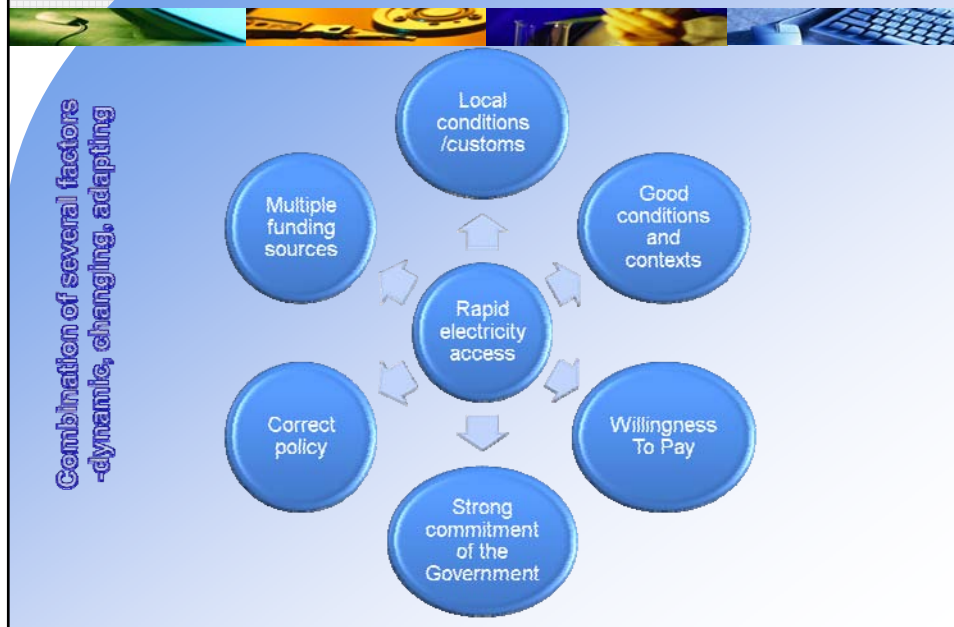 Combination of several factors
-dynamic, changing, adapting
Local
conditions
/customs
Good
conditions
and
contexts
Willingness
To Pay
Strong
commitment
of the
Government
Correct
policy
Multiple
funding
sources
Rapid
electricity
access